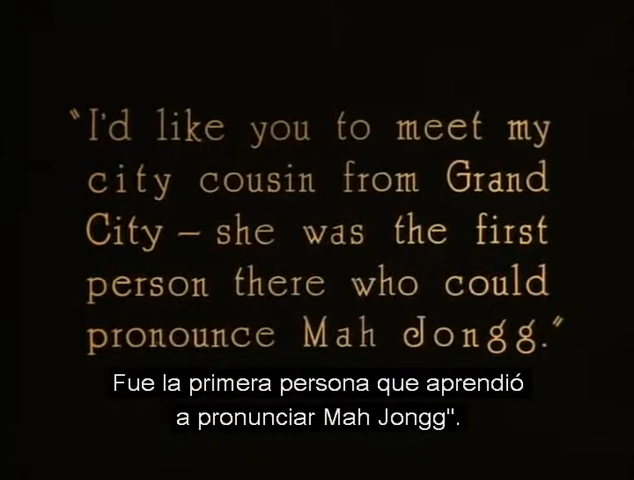 "I'd like you to meet my
city cousin from Grand
City – she was the first
person there who could
pronounce Mah Jongg."
Fue la primera persona que aprendió
a pronunciar Mah Jongg".